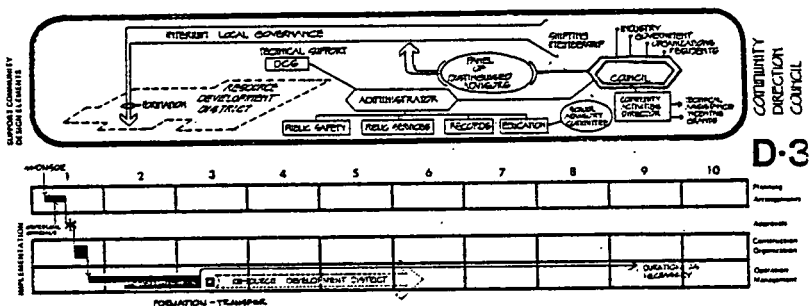 INTERIM LOCAL GOVERNANCE
SHIFTING
MEMBERSHIP
INDUSTRY
GOVERNMENT
ORGANIZATIONS
RESIDENTS
TECHNICAL SUPPORT
DCG
PANEL
OF
DISTINGUISHED
ADVISORS
COUNCIL
RESOURCE
DEVELOPMENT
DISTRICT
FORMATION
ADMINISTRATOR
COMMUNITY
ACTIVITIES
DIRECTOR
TECHNICAL
ASSISTANCE
INCENTIVE
GRANTS
PUBLIC SAFETY
PUBLIC SERVICES
RECORDS
EDUCATION
SCHOOL
ADVISORY
COMMITTEE
SUPPORT COMMUNITY
DESIGN ELEMENTS
COMMUNITY
DIRECTION
COUNCIL
D·3
SPONSOR
1 2 3 4 5 6 7 8 9 10
Planning
Arrangements
Approvals
Construction
Organization
Operation
Management
IMPLEMENTATION
RESOURCE DEVELOPMENT DISTRICT
DURATION AS
NECESSARY
FORMATION - TRANSFER